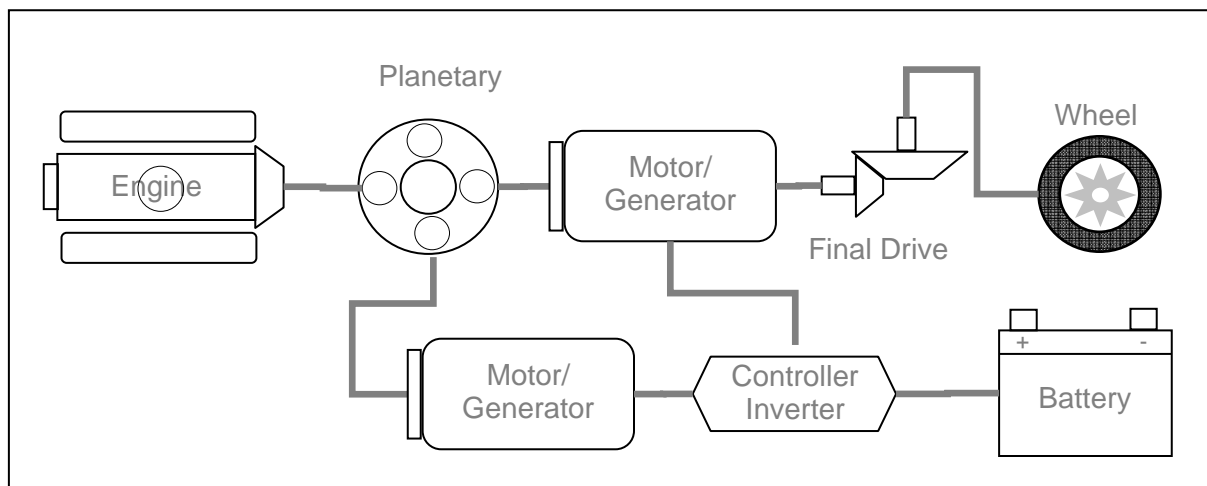 Planetary
Wheel
Engine
Motor/
Generator
Final Drive
Motor/
Generator
Controller
Inverter
+ -
Battery